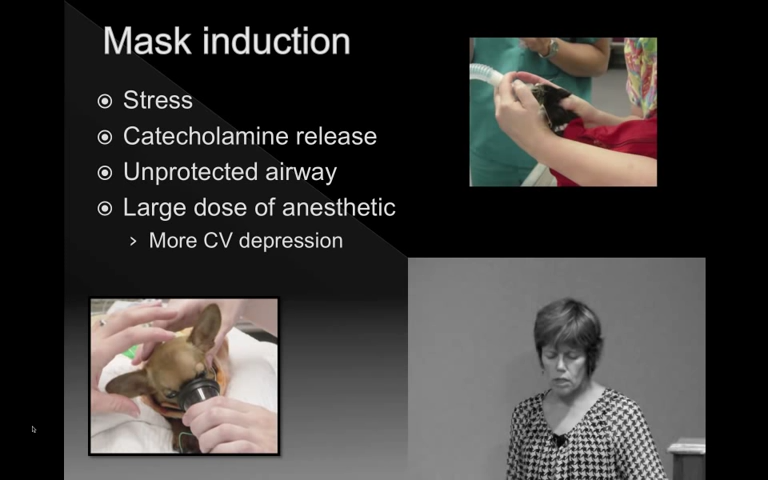 Mask induction
Stress
Catecholamine release
Unprotected airway
Large dose of anesthetic
More CV depression